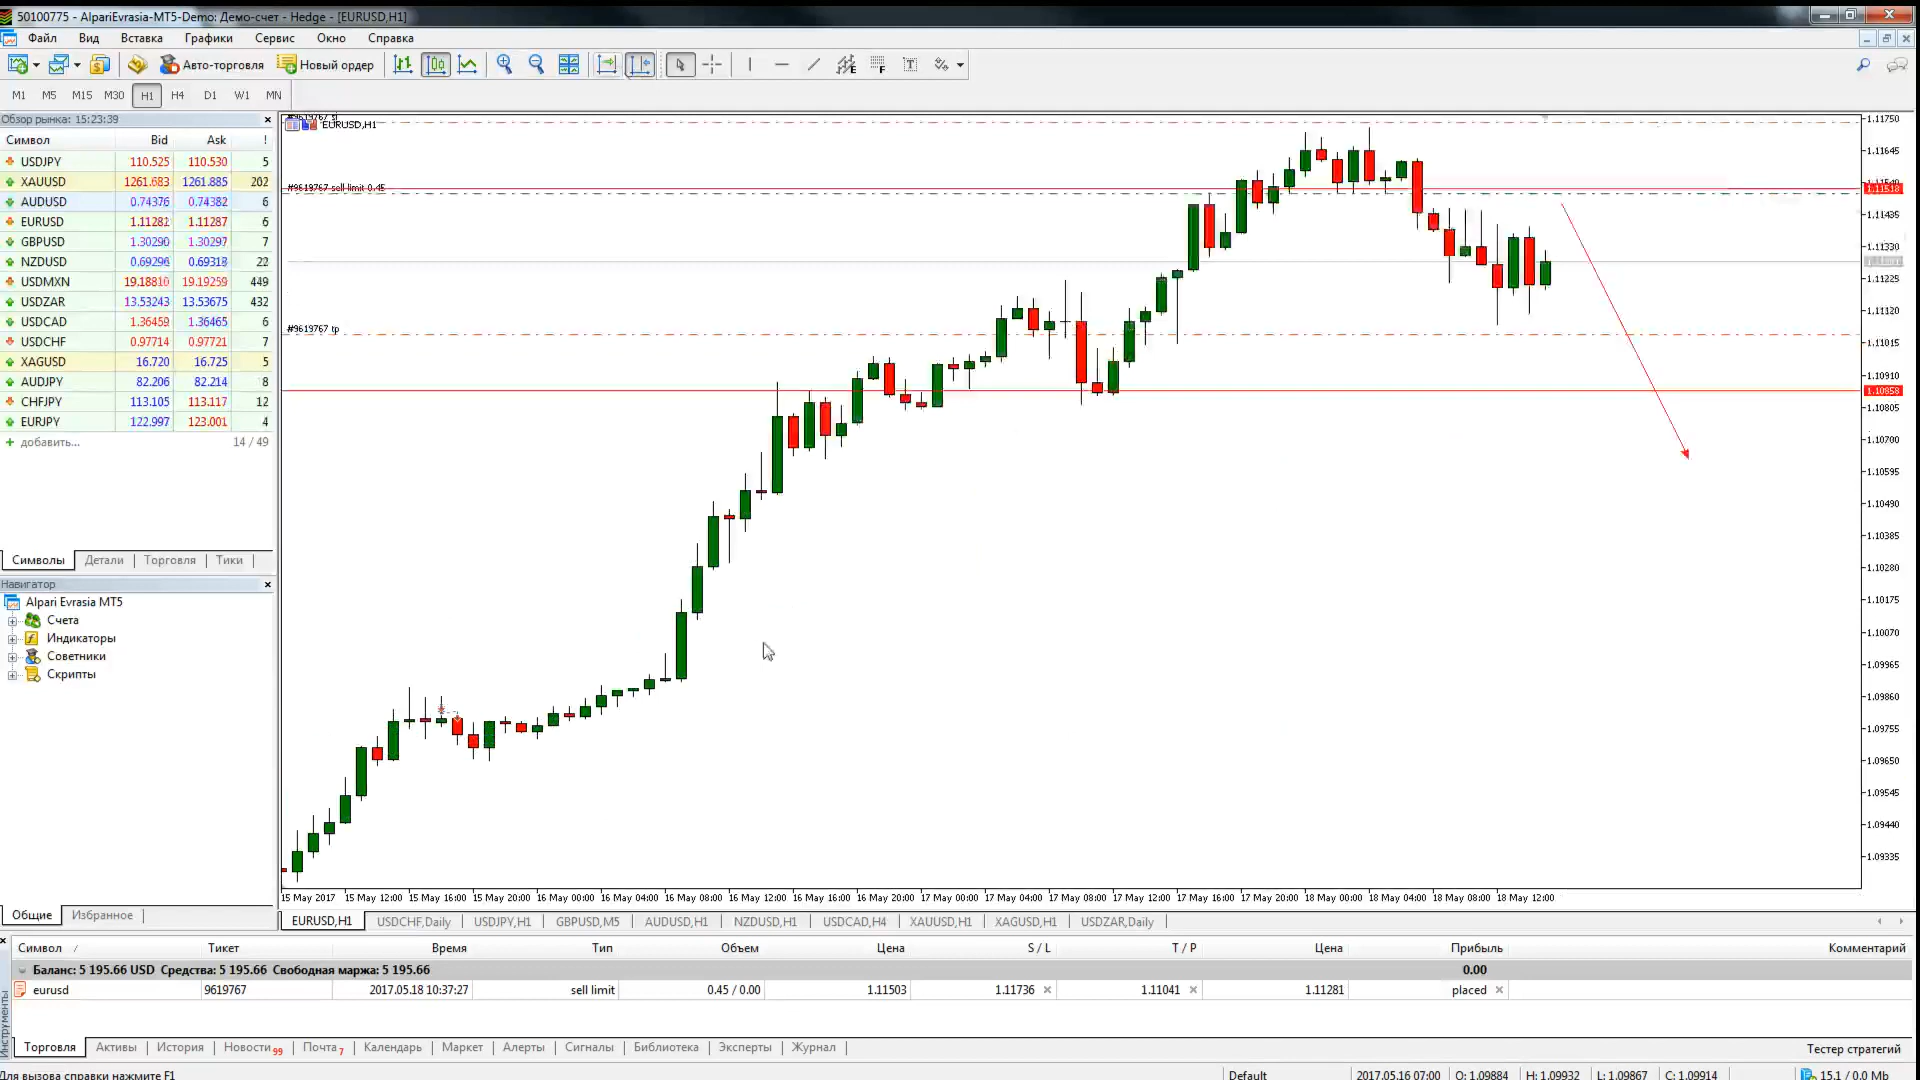 50100775 - AlpariEvrasia-MT5-Demo: Демо-счет - Hedge - [EURUSD,H1]
Файл Вид Вставка Графики Сервис Окно Справка
Авто-торговля Новый ордер
M1 M5 M15 M30 H1 H4 D1 W1 MN
Обзор рынка: 15:23:39
Символ Bid Ask !
USDJPY 110.525 110.530 5
XAUUSD 1261.683 1261.885 202
AUDUSD 0.74376 0.74382 6
EURUSD 1.11281 1.11287 6
GBPUSD 1.30290 1.30297 7
NZDUSD 0.69296 0.69318 22
USDMXN 19.18810 19.19259 449
USDZAR 13.53243 13.53675 432
USDCAD 1.36459 1.36465 6
USDCHF 0.97714 0.97721 7
XAGUSD 16.720 16.725 5
AUDJPY 82.206 82.214 8
CHFJPY 113.105 113.117 12
EURJPY 122.997 123.001 4
добавить... 14 / 49
Символы Детали Торговля Тики
Навигатор
Alpari Evrasia MT5
Счета
Индикаторы
Советники
Скрипты
Общие Избранное
EURUSD,H1
#9619767 sell limit 0.45
#9619767 tp
1.11750
1.11645
1.11518
1.11435
1.11330
1.11225
1.11120
1.11015
1.10910
1.10858
1.10805
1.10700
1.10595
1.10490
1.10385
1.10280
1.10175
1.10070
1.09965
1.09860
1.09755
1.09650
1.09545
1.09440
1.09335
15 May 2017 15 May 12:00 15 May 16:00 15 May 20:00 16 May 00:00 16 May 04:00 16 May 08:00 16 May 12:00 16 May 16:00 16 May 20:00 17 May 00:00 17 May 04:00 17 May 08:00 17 May 12:00 17 May 16:00 17 May 20:00 18 May 00:00 18 May 04:00 18 May 08:00 18 May 12:00
EURUSD,H1 USDCHF,Daily USDJPY,H1 GBPUSD,M5 AUDUSD,H1 NZDUSD,H1 USDCAD,H4 XAUUSD,H1 XAGUSD,H1 USDZAR,Daily
Символ Тикет Время Тип Объем Цена S / L T / P Цена Прибыль Комментарий
Баланс: 5 195.66 USD Средства: 5 195.66 Свободная маржа: 5 195.66 0.00
eurusd 9619767 2017.05.18 10:37:27 sell limit 0.45 / 0.00 1.11503 1.11736 1.11041 1.11281 placed
Инструменты
Торговля Активы История Новости 99 Почта 7 Календарь Маркет Алерты Сигналы Библиотека Эксперты Журнал Тестер стратегий
Для вызова справки нажмите F1 Default 2017.05.16 07:00 O: 1.09884 H: 1.09932 L: 1.09867 C: 1.09914 15.1 / 0.0 Mb